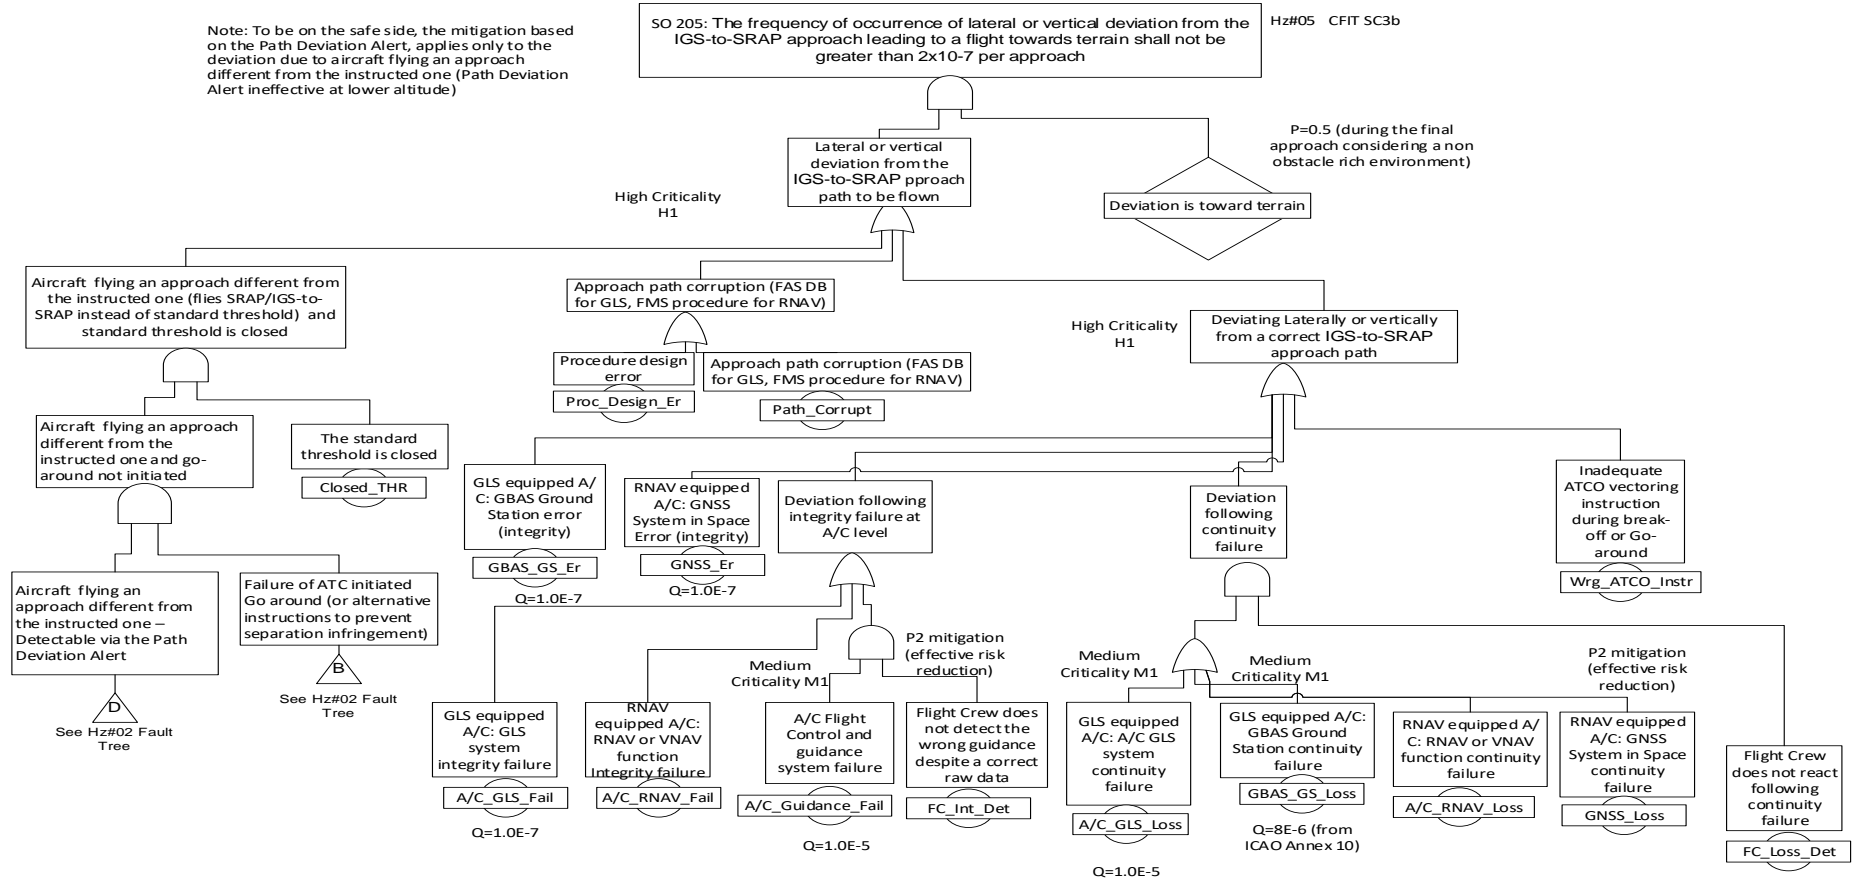 Note: To be on the safe side, the mitigation based
on the Path Deviation Alert, applies only to the
deviation due to aircraft flying an approach
different from the instructed one (Path Deviation
Alert ineffective at lower altitude)
SO 205: The frequency of occurrence of lateral or vertical deviation from the
IGS-to-SRAP approach leading to a flight towards terrain shall not be
greater than 2x10-7 per approach
Hz#05 CFIT SC3b
Lateral or vertical
deviation from the
IGS-to-SRAP pproach
path to be flown
P=0.5 (during the final
approach considering a non
obstacle rich environment)
Deviation is toward terrain
High Criticality
H1
Aircraft flying an approach different from
the instructed one (flies SRAP/IGS-to-
SRAP instead of standard threshold) and
standard threshold is closed
Approach path corruption (FAS DB
for GLS, FMS procedure for RNAV)
High Criticality
H1
Deviating Laterally or vertically
from a correct IGS-to-SRAP
approach path
Procedure design
error
Proc_Design_Er
Approach path corruption (FAS DB
for GLS, FMS procedure for RNAV)
Path_Corrupt
Aircraft flying an approach
different from the
instructed one and go-
around not initiated
The standard
threshold is closed
Closed_THR
GLS equipped A/
C: GBAS Ground
Station error
(integrity)
GBAS_GS_Er
Q=1.0E-7
RNAV equipped
A/C: GNSS
System in Space
Error (integrity)
GNSS_Er
Q=1.0E-7
Deviation following
integrity failure at
A/C level
Deviation
following
continuity
failure
Inadequate
ATCO vectoring
instruction
during break-
off or Go-
around
Wrg_ATCO_Instr
Aircraft flying an
approach different from
the instructed one –
Detectable via the Path
Deviation Alert
D
See Hz#02 Fault
Tree
Failure of ATC initiated
Go around (or alternative
instructions to prevent
separation infringement)
B
See Hz#02 Fault
Tree
Medium
Criticality M1
P2 mitigation
(effective risk
reduction)
Medium
Criticality M1
Medium
Criticality M1
P2 mitigation
(effective risk
reduction)
GLS equipped
A/C: GLS
system
integrity failure
A/C_GLS_Fail
Q=1.0E-7
RNAV
equipped A/C:
RNAV or VNAV
function
Integrity failure
A/C_RNAV_Fail
A/C Flight
Control and
guidance
system failure
A/C_Guidance_Fail
Q=1.0E-5
Flight Crew does
not detect the
wrong guidance
despite a correct
raw data
FC_Int_Det
GLS equipped
A/C: A/C GLS
system
continuity
failure
A/C_GLS_Loss
Q=1.0E-5
GLS equipped A/C:
GBAS Ground
Station continuity
failure
GBAS_GS_Loss
Q=8E-6 (from
ICAO Annex 10)
RNAV equipped A/
C: RNAV or VNAV
function continuity
failure
A/C_RNAV_Loss
RNAV equipped
A/C: GNSS
System in Space
continuity
failure
GNSS_Loss
Flight Crew
does not react
following
continuity
failure
FC_Loss_Det